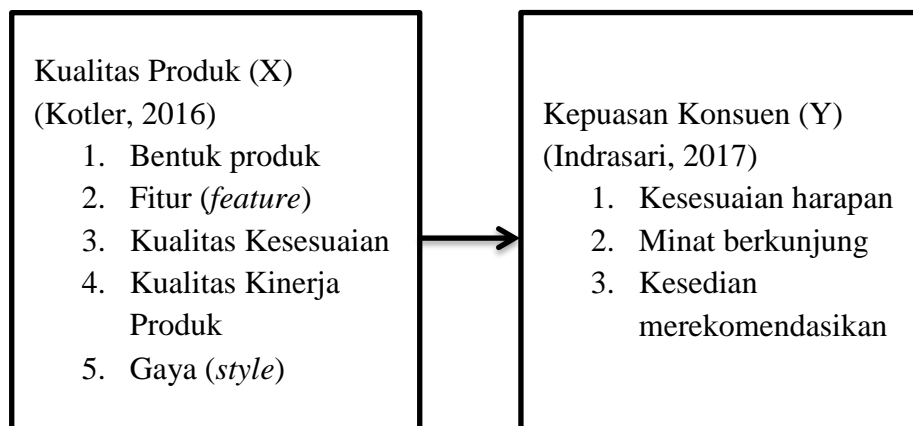 Kualitas Produk (X)
(Kotler, 2016)
1. Bentuk produk
2. Fitur (feature)
3. Kualitas Kesesuaian
4. Kualitas Kinerja
Produk
5. Gaya (style)
Kepuasan Konsuen (Y)
(Indrasari, 2017)
1. Kesesuaian harapan
2. Minat berkunjung
3. Kesedian
merekomendasikan